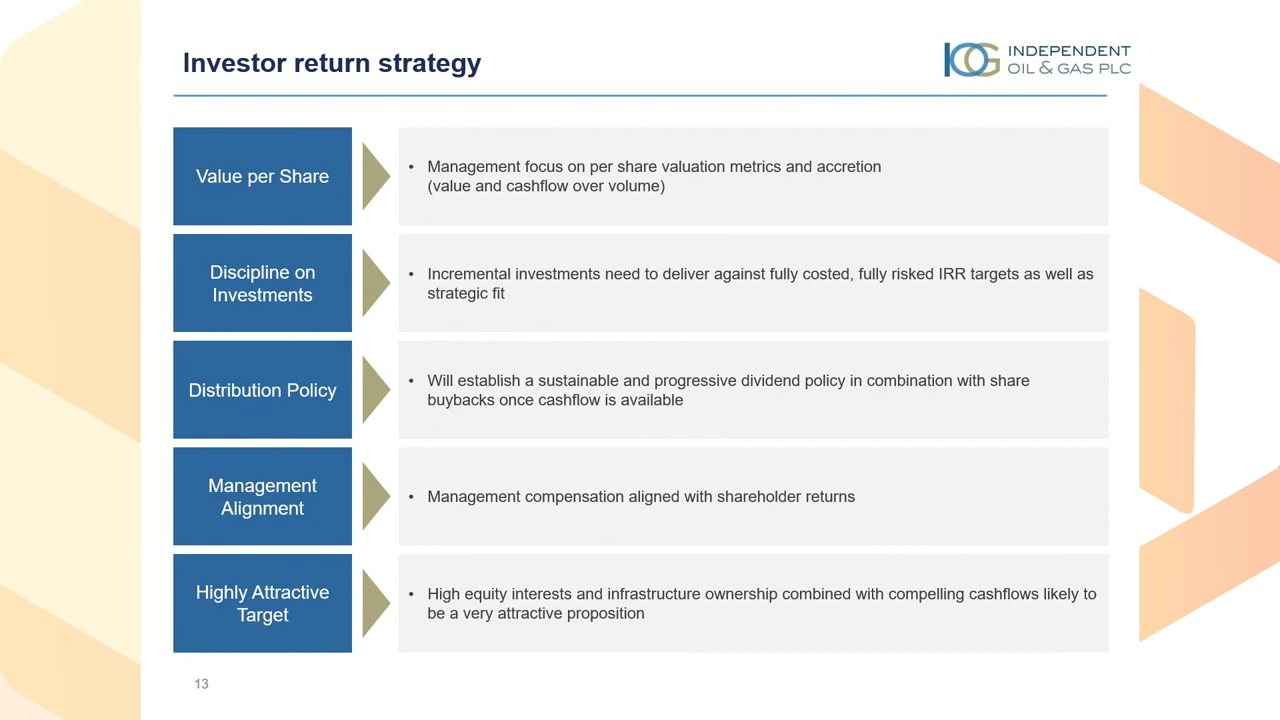 Investor return strategy
IOG INDEPENDENT
OIL & GAS PLC
Value per Share
• Management focus on per share valuation metrics and accretion
(value and cashflow over volume)
Discipline on
Investments
• Incremental investments need to deliver against fully costed, fully risked IRR targets as well as
strategic fit
Distribution Policy
• Will establish a sustainable and progressive dividend policy in combination with share
buybacks once cashflow is available
Management
Alignment
• Management compensation aligned with shareholder returns
Highly Attractive
Target
• High equity interests and infrastructure ownership combined with compelling cashflows likely to
be a very attractive proposition
13